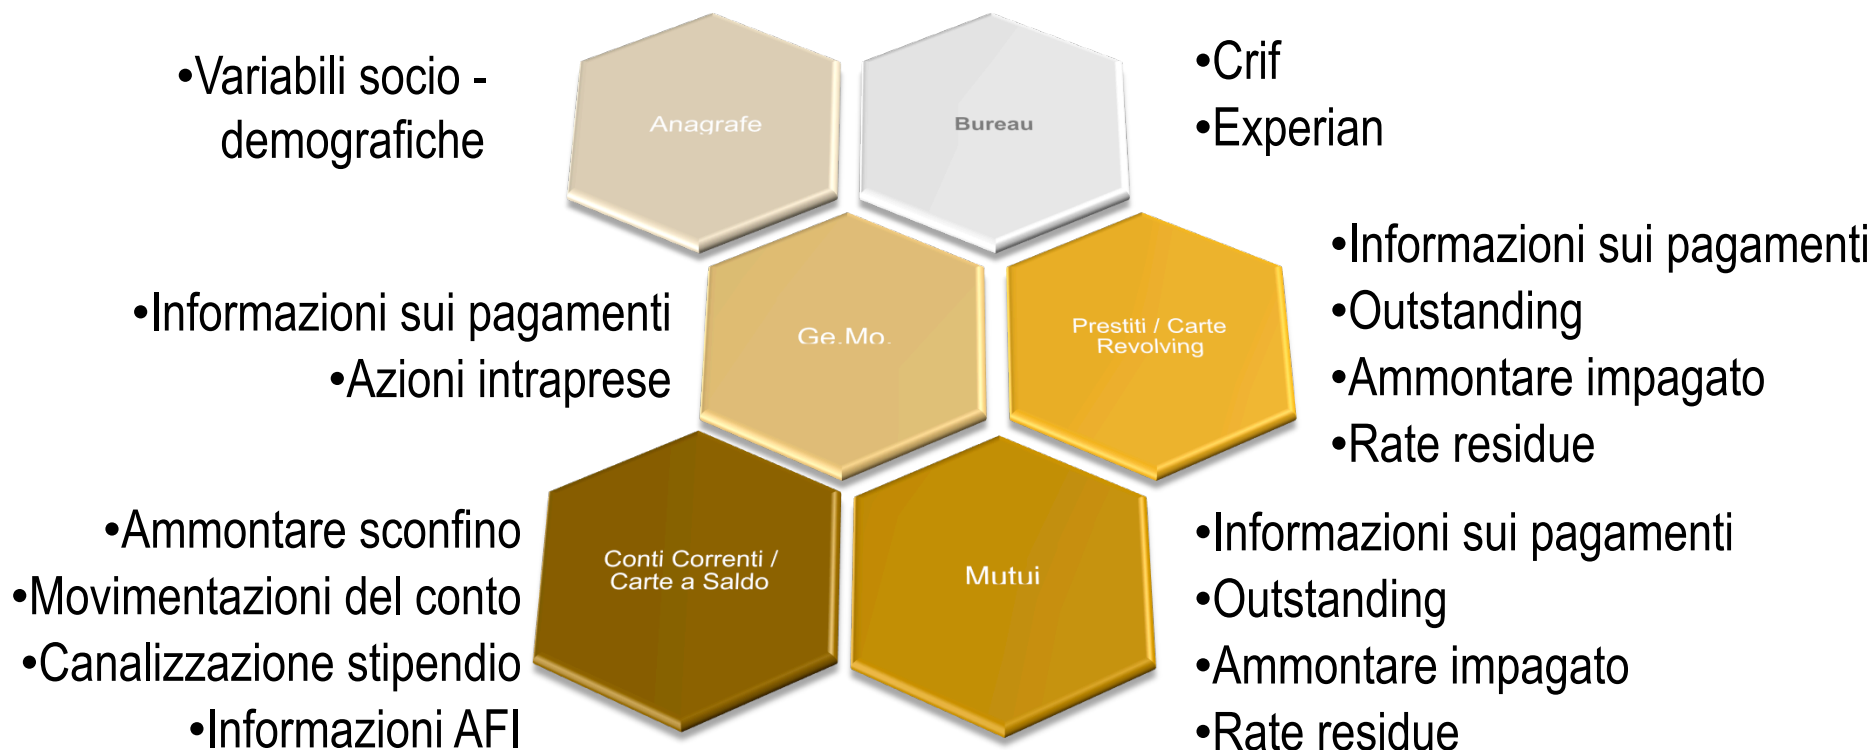 •Variabili socio -
demografiche
Anagrafe
Bureau
•Crif
•Experian
•Informazioni sui pagamenti
•Azioni intraprese
Ge.Mo.
Prestiti / Carte
Revolving
•Informazioni sui pagamenti
•Outstanding
•Ammontare impagato
•Rate residue
•Ammontare sconfino
•Movimentazioni del conto
•Canalizzazione stipendio
•Informazioni AFI
Conti Correnti /
Carte a Saldo
Mutui
•Informazioni sui pagamenti
•Outstanding
•Ammontare impagato
•Rate residue